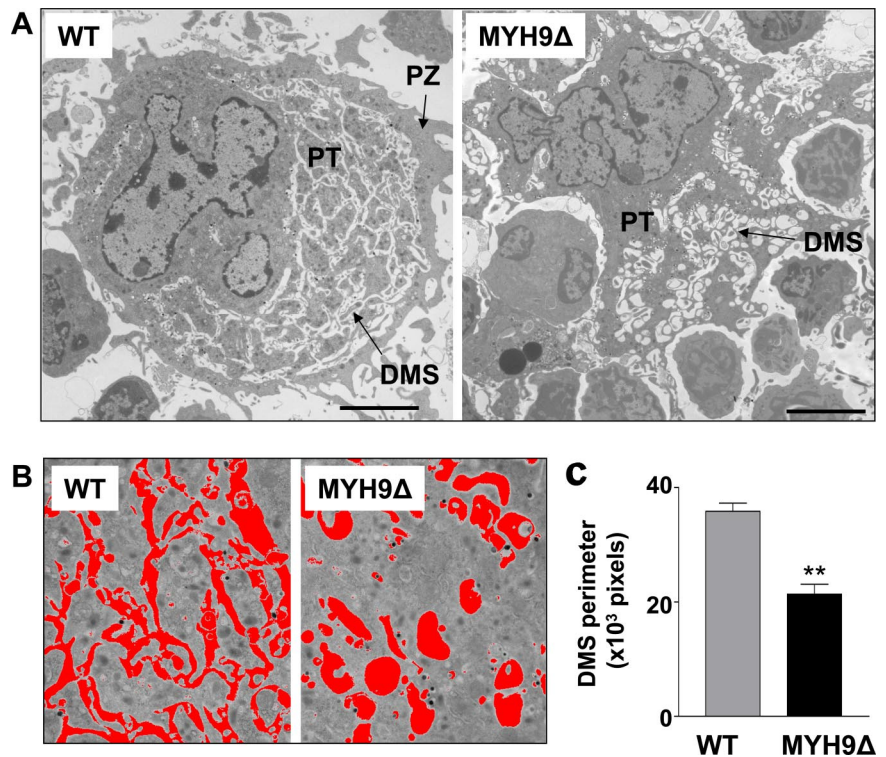 A
WT
PZ
PT
DMS
MYH9Δ
PT
DMS
B
WT
MYH9Δ
C
DMS perimeter
(x10³ pixels)
40
20
0
**
WT
MYH9Δ